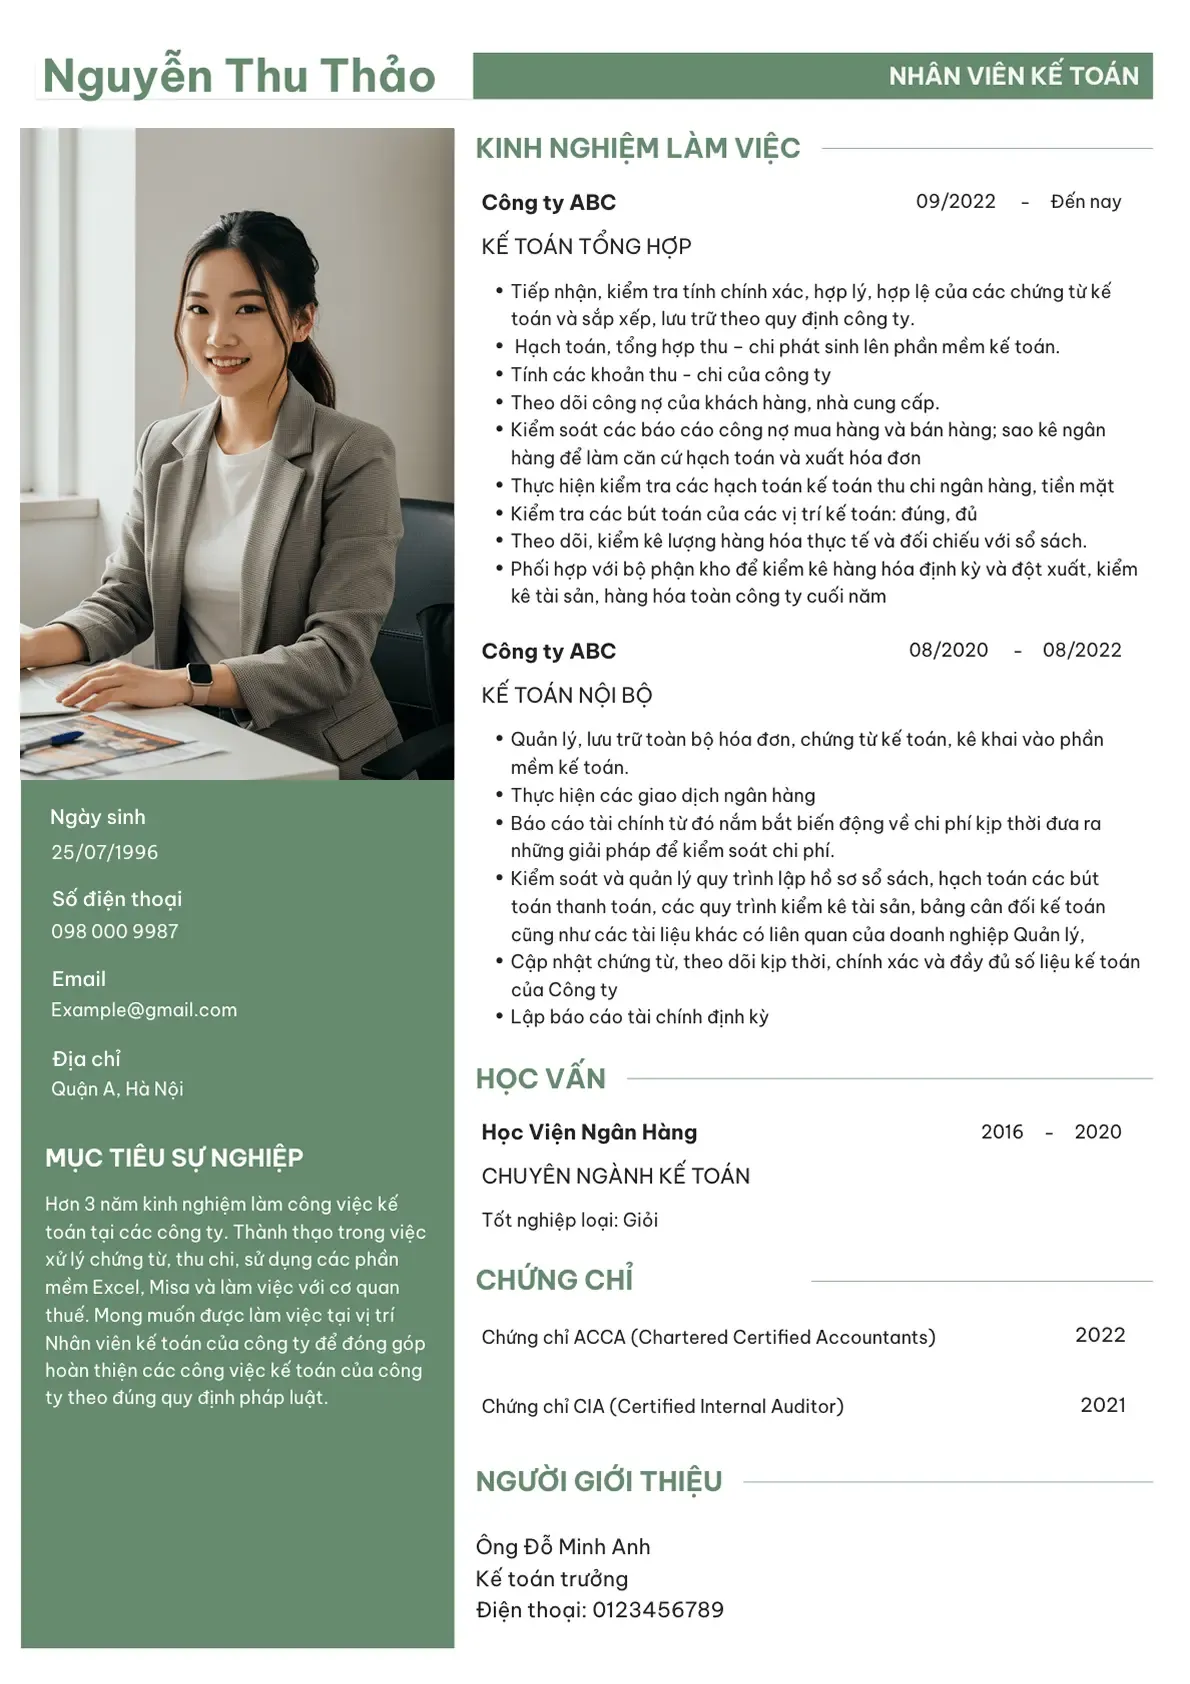 Nguyễn Thu Thảo
NHÂN VIÊN KẾ TOÁN
Ngày sinh
25/07/1996
Số điện thoại
098 000 9987
Email
Example@gmail.com
Địa chỉ
Quận A, Hà Nội
MỤC TIÊU SỰ NGHIỆP
Hơn 3 năm kinh nghiệm làm công việc kế
toán tại các công ty. Thành thạo trong việc
xử lý chứng từ, thu chi, sử dụng các phần
mềm Excel, Misa và làm việc với cơ quan
thuế. Mong muốn được làm việc tại vị trí
Nhân viên kế toán của công ty để đóng góp
hoàn thiện các công việc kế toán của công
ty theo đúng quy định pháp luật.
KINH NGHIỆM LÀM VIỆC
Công ty ABC 09/2022 - Đến nay
KẾ TOÁN TỔNG HỢP
• Tiếp nhận, kiểm tra tính chính xác, hợp lý, hợp lệ của các chứng từ kế
toán và sắp xếp, lưu trữ theo quy định công ty.
• Hạch toán, tổng hợp thu – chi phát sinh lên phần mềm kế toán.
• Tính các khoản thu - chi của công ty
• Theo dõi công nợ của khách hàng, nhà cung cấp.
• Kiểm soát các báo cáo công nợ mua hàng và bán hàng; sao kê ngân
hàng để làm căn cứ hạch toán và xuất hóa đơn
• Thực hiện kiểm tra các hạch toán kế toán thu chi ngân hàng, tiền mặt
• Kiểm tra các bút toán của các vị trí kế toán: đúng, đủ
• Theo dõi, kiểm kê lượng hàng hóa thực tế và đối chiếu với sổ sách.
• Phối hợp với bộ phận kho để kiểm kê hàng hóa định kỳ và đột xuất, kiểm
kê tài sản, hàng hóa toàn công ty cuối năm
Công ty ABC 08/2020 - 08/2022
KẾ TOÁN NỘI BỘ
• Quản lý, lưu trữ toàn bộ hóa đơn, chứng từ kế toán, kê khai vào phần
mềm kế toán.
• Thực hiện các giao dịch ngân hàng
• Báo cáo tài chính từ đó nắm bắt biến động về chi phí kịp thời đưa ra
những giải pháp để kiểm soát chi phí.
• Kiểm soát và quản lý quy trình lập hồ sơ sổ sách, hạch toán các bút
toán thanh toán, các quy trình kiểm kê tài sản, bảng cân đối kế toán
cũng như các tài liệu khác có liên quan của doanh nghiệp Quản lý,
• Cập nhật chứng từ, theo dõi kịp thời, chính xác và đầy đủ số liệu kế toán
của Công ty
• Lập báo cáo tài chính định kỳ
HỌC VẤN
Học Viện Ngân Hàng 2016 - 2020
CHUYÊN NGÀNH KẾ TOÁN
Tốt nghiệp loại: Giỏi
CHỨNG CHỈ
Chứng chỉ ACCA (Chartered Certified Accountants) 2022
Chứng chỉ CIA (Certified Internal Auditor) 2021
NGƯỜI GIỚI THIỆU
Ông Đỗ Minh Anh
Kế toán trưởng
Điện thoại: 0123456789